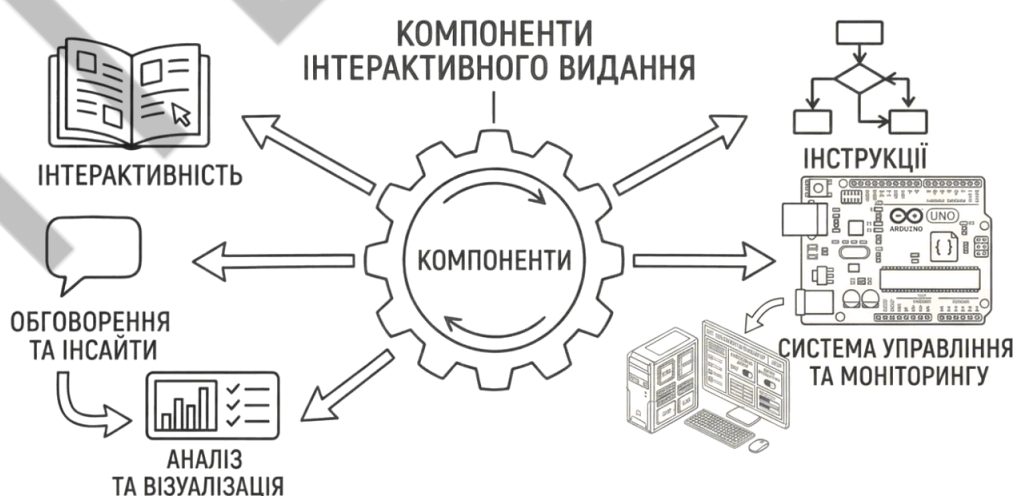 КОМПОНЕНТИ
ІНТЕРАКТИВНОГО ВИДАННЯ
ІНТЕРАКТИВНІСТЬ
ІНСТРУКЦІЇ
КОМПОНЕНТИ
ARDUINO
UNO
ОБГОВОРЕННЯ
ТА ІНСАЙТИ
СИСТЕМА УПРАВЛІННЯ
ТА МОНІТОРИНГУ
АНАЛІЗ
ТА ВІЗУАЛІЗАЦІЯ